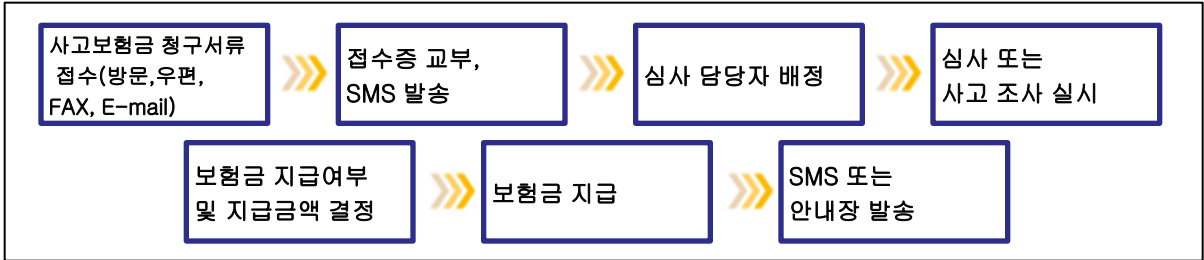 사고보험금 청구서류
접수(방문,우편,
FAX, E-mail)
접수증 교부,
SMS 발송
심사 담당자 배정
심사 또는
사고 조사 실시
보험금 지급여부
및 지급금액 결정
보험금 지급
SMS 또는
안내장 발송